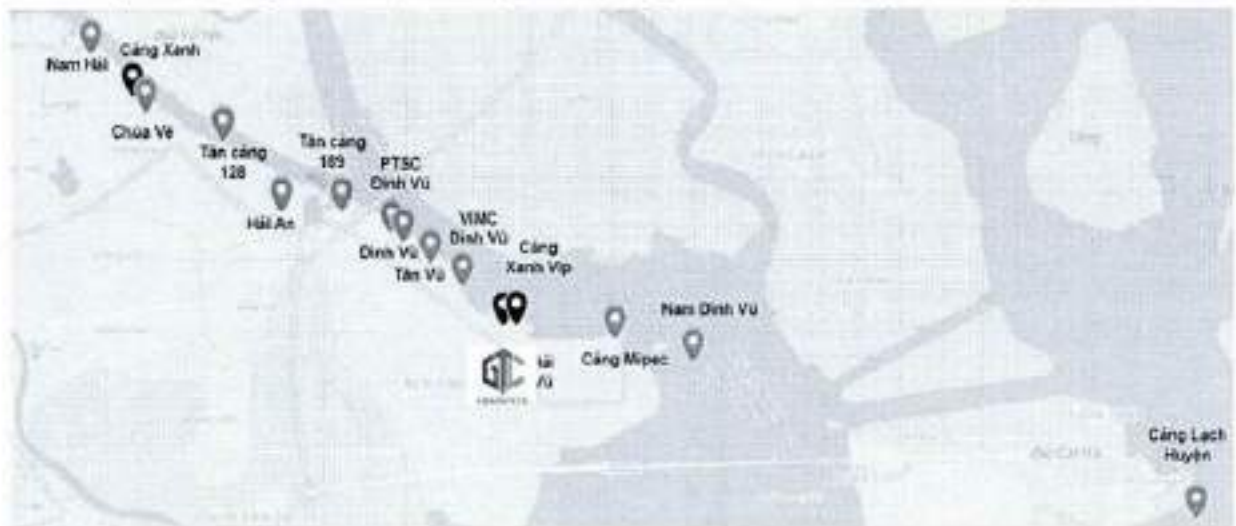 Nam Hải
Cảng Xanh
Chùa Vẽ
Tân cảng
128
Tân cảng
189
Hải An
PTSC
Đình Vũ
Đình Vũ
VIMC
Đình Vũ
Tân Vũ
Cảng
Xanh Vip
GTC
Cảng Mipec
Nam Đình Vũ
Cảng Lạch
Huyện